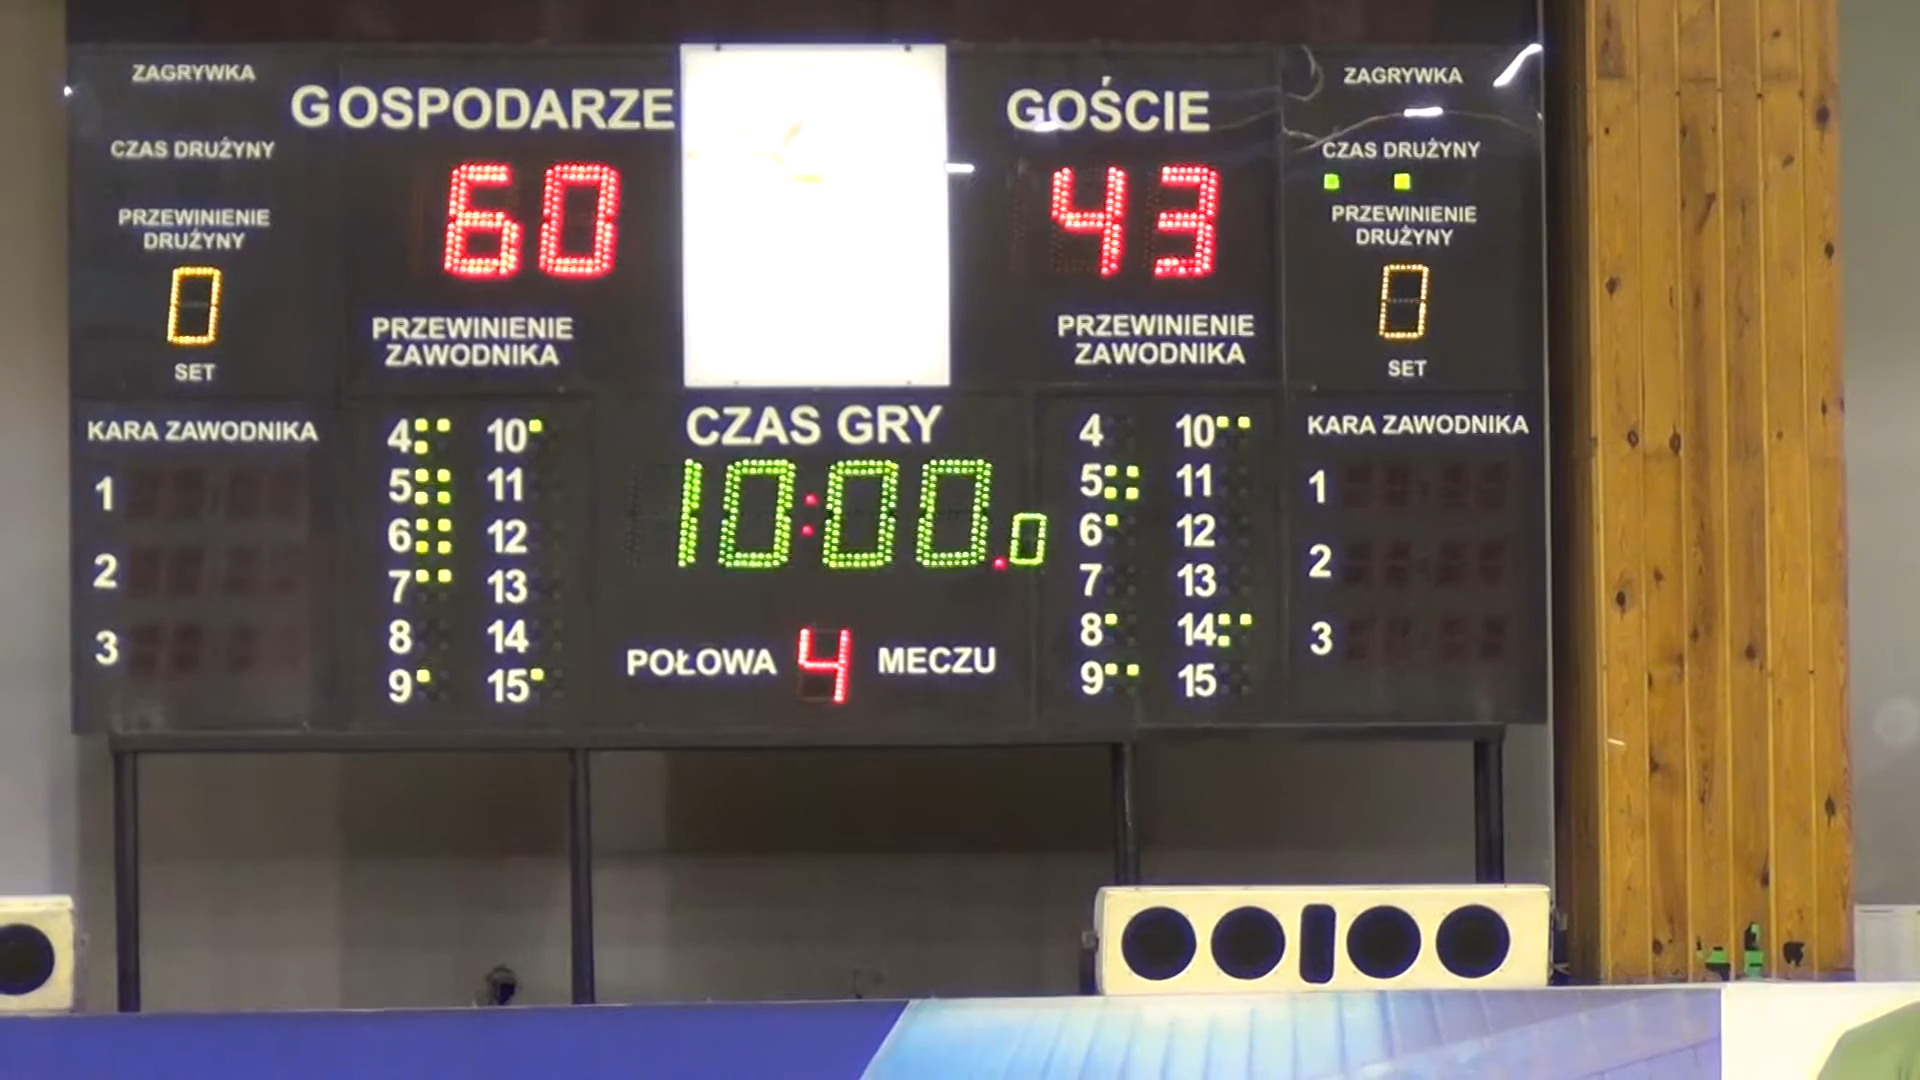 ZAGRYWKA
GOSPODARZE
GOŚCIE
ZAGRYWKA
CZAS DRUŻYNY
CZAS DRUŻYNY
60
43
PRZEWINIENIE
DRUŻYNY
PRZEWINIENIE
DRUŻYNY
0
0
PRZEWINIENIE
ZAWODNIKA
PRZEWINIENIE
ZAWODNIKA
SET
SET
KARA ZAWODNIKA
1
2
3
4 10
5 11
6 12
7 13
8 14
9 15
CZAS GRY
10:00.0
POŁOWA 4 MECZU
4 10
5 11
6 12
7 13
8 14
9 15
KARA ZAWODNIKA
1
2
3